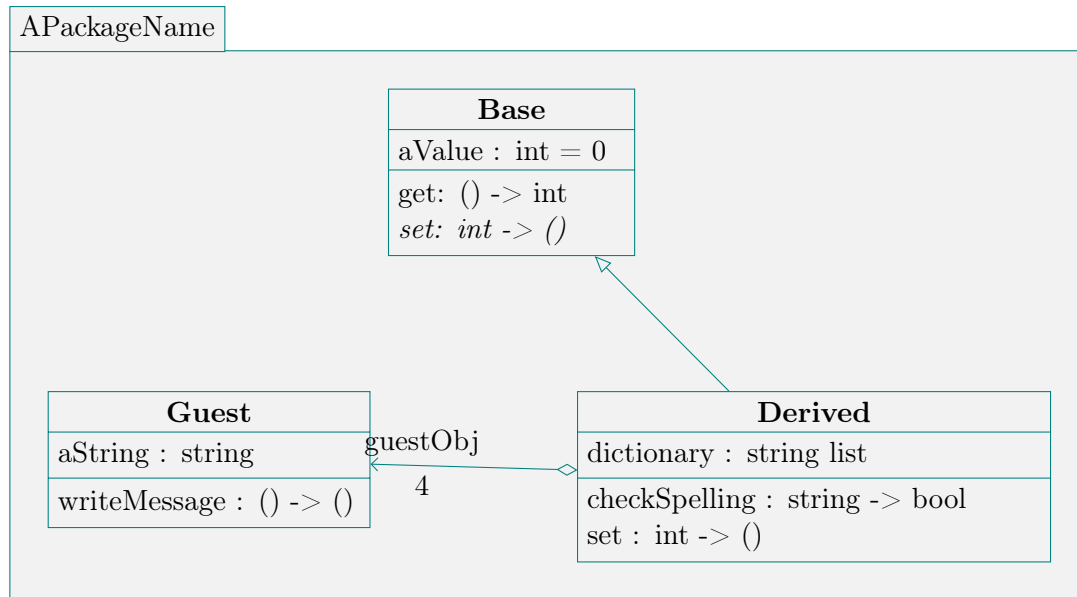 APackageName
Base
aValue : int = 0
get: () -> int
set: int -> ()
Guest
aString : string
writeMessage : () -> ()
guestObj
4
Derived
dictionary : string list
checkSpelling : string -> bool
set : int -> ()